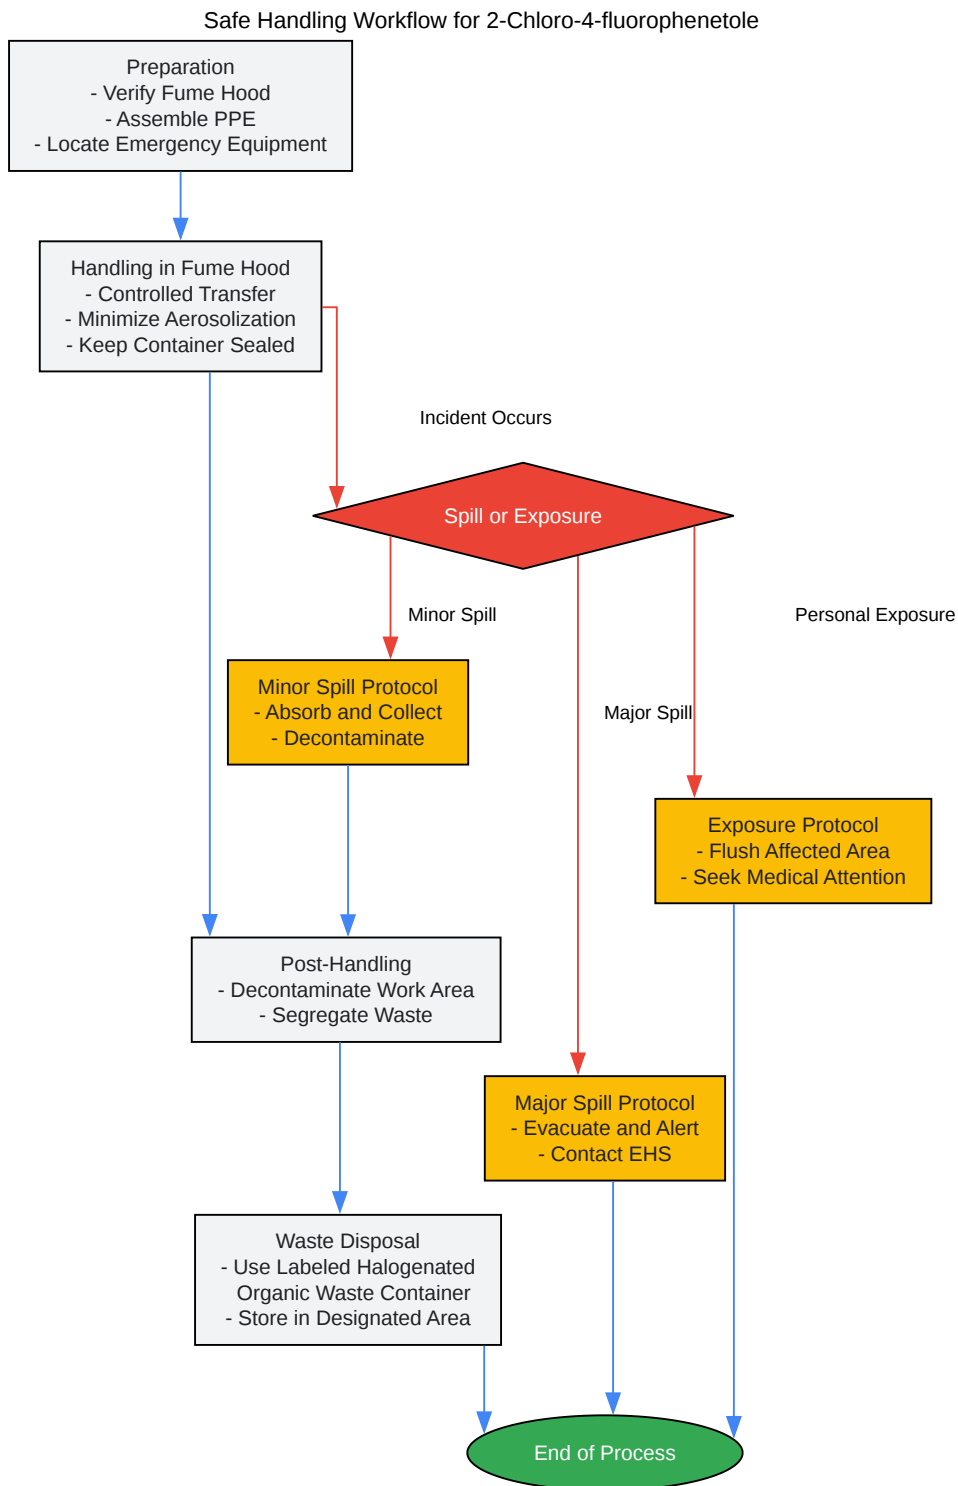 Safe Handling Workflow for 2-Chloro-4-fluorophenetole
Preparation
- Verify Fume Hood
- Assemble PPE
- Locate Emergency Equipment
Handling in Fume Hood
- Controlled Transfer
- Minimize Aerosolization
- Keep Container Sealed
Incident Occurs
Spill or Exposure
Minor Spill
Personal Exposure
Minor Spill Protocol
- Absorb and Collect
- Decontaminate
Major Spill
Exposure Protocol
- Flush Affected Area
- Seek Medical Attention
Post-Handling
- Decontaminate Work Area
- Segregate Waste
Major Spill Protocol
- Evacuate and Alert
- Contact EHS
Waste Disposal
- Use Labeled Halogenated
Organic Waste Container
- Store in Designated Area
End of Process